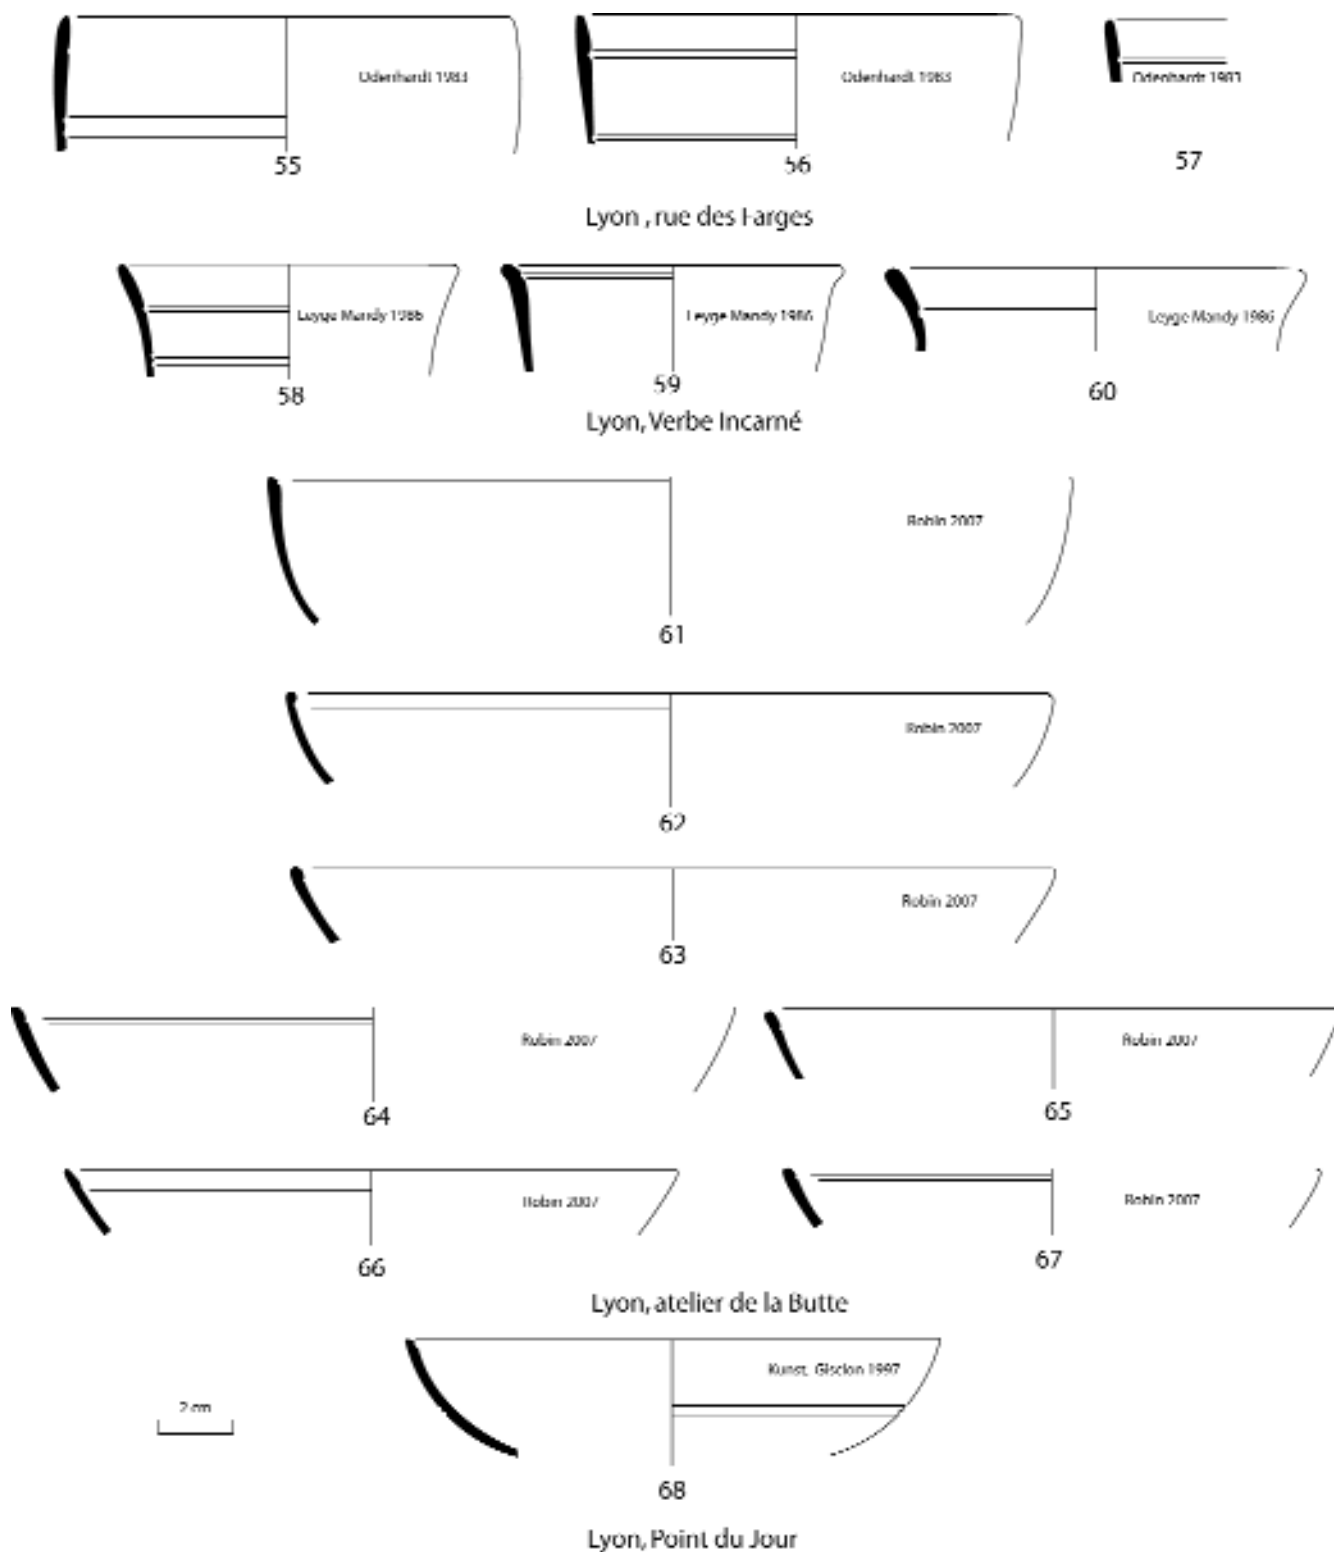 Odenhardt 1983
Odenhardt 1983
Odenhardt 1983
55
56
57
Lyon , rue des Farges
Leyge Mandy 1986
Leyge Mandy 1986
Leyge Mandy 1986
58
59
60
Lyon, Verbe Incarné
Robin 2007
61
Robin 2007
62
Robin 2007
63
Robin 2007
Robin 2007
64
65
Robin 2007
Robin 2007
66
67
Lyon, atelier de la Butte
Kunst, Gisclon 1997
2 cm
68
Lyon, Point du Jour